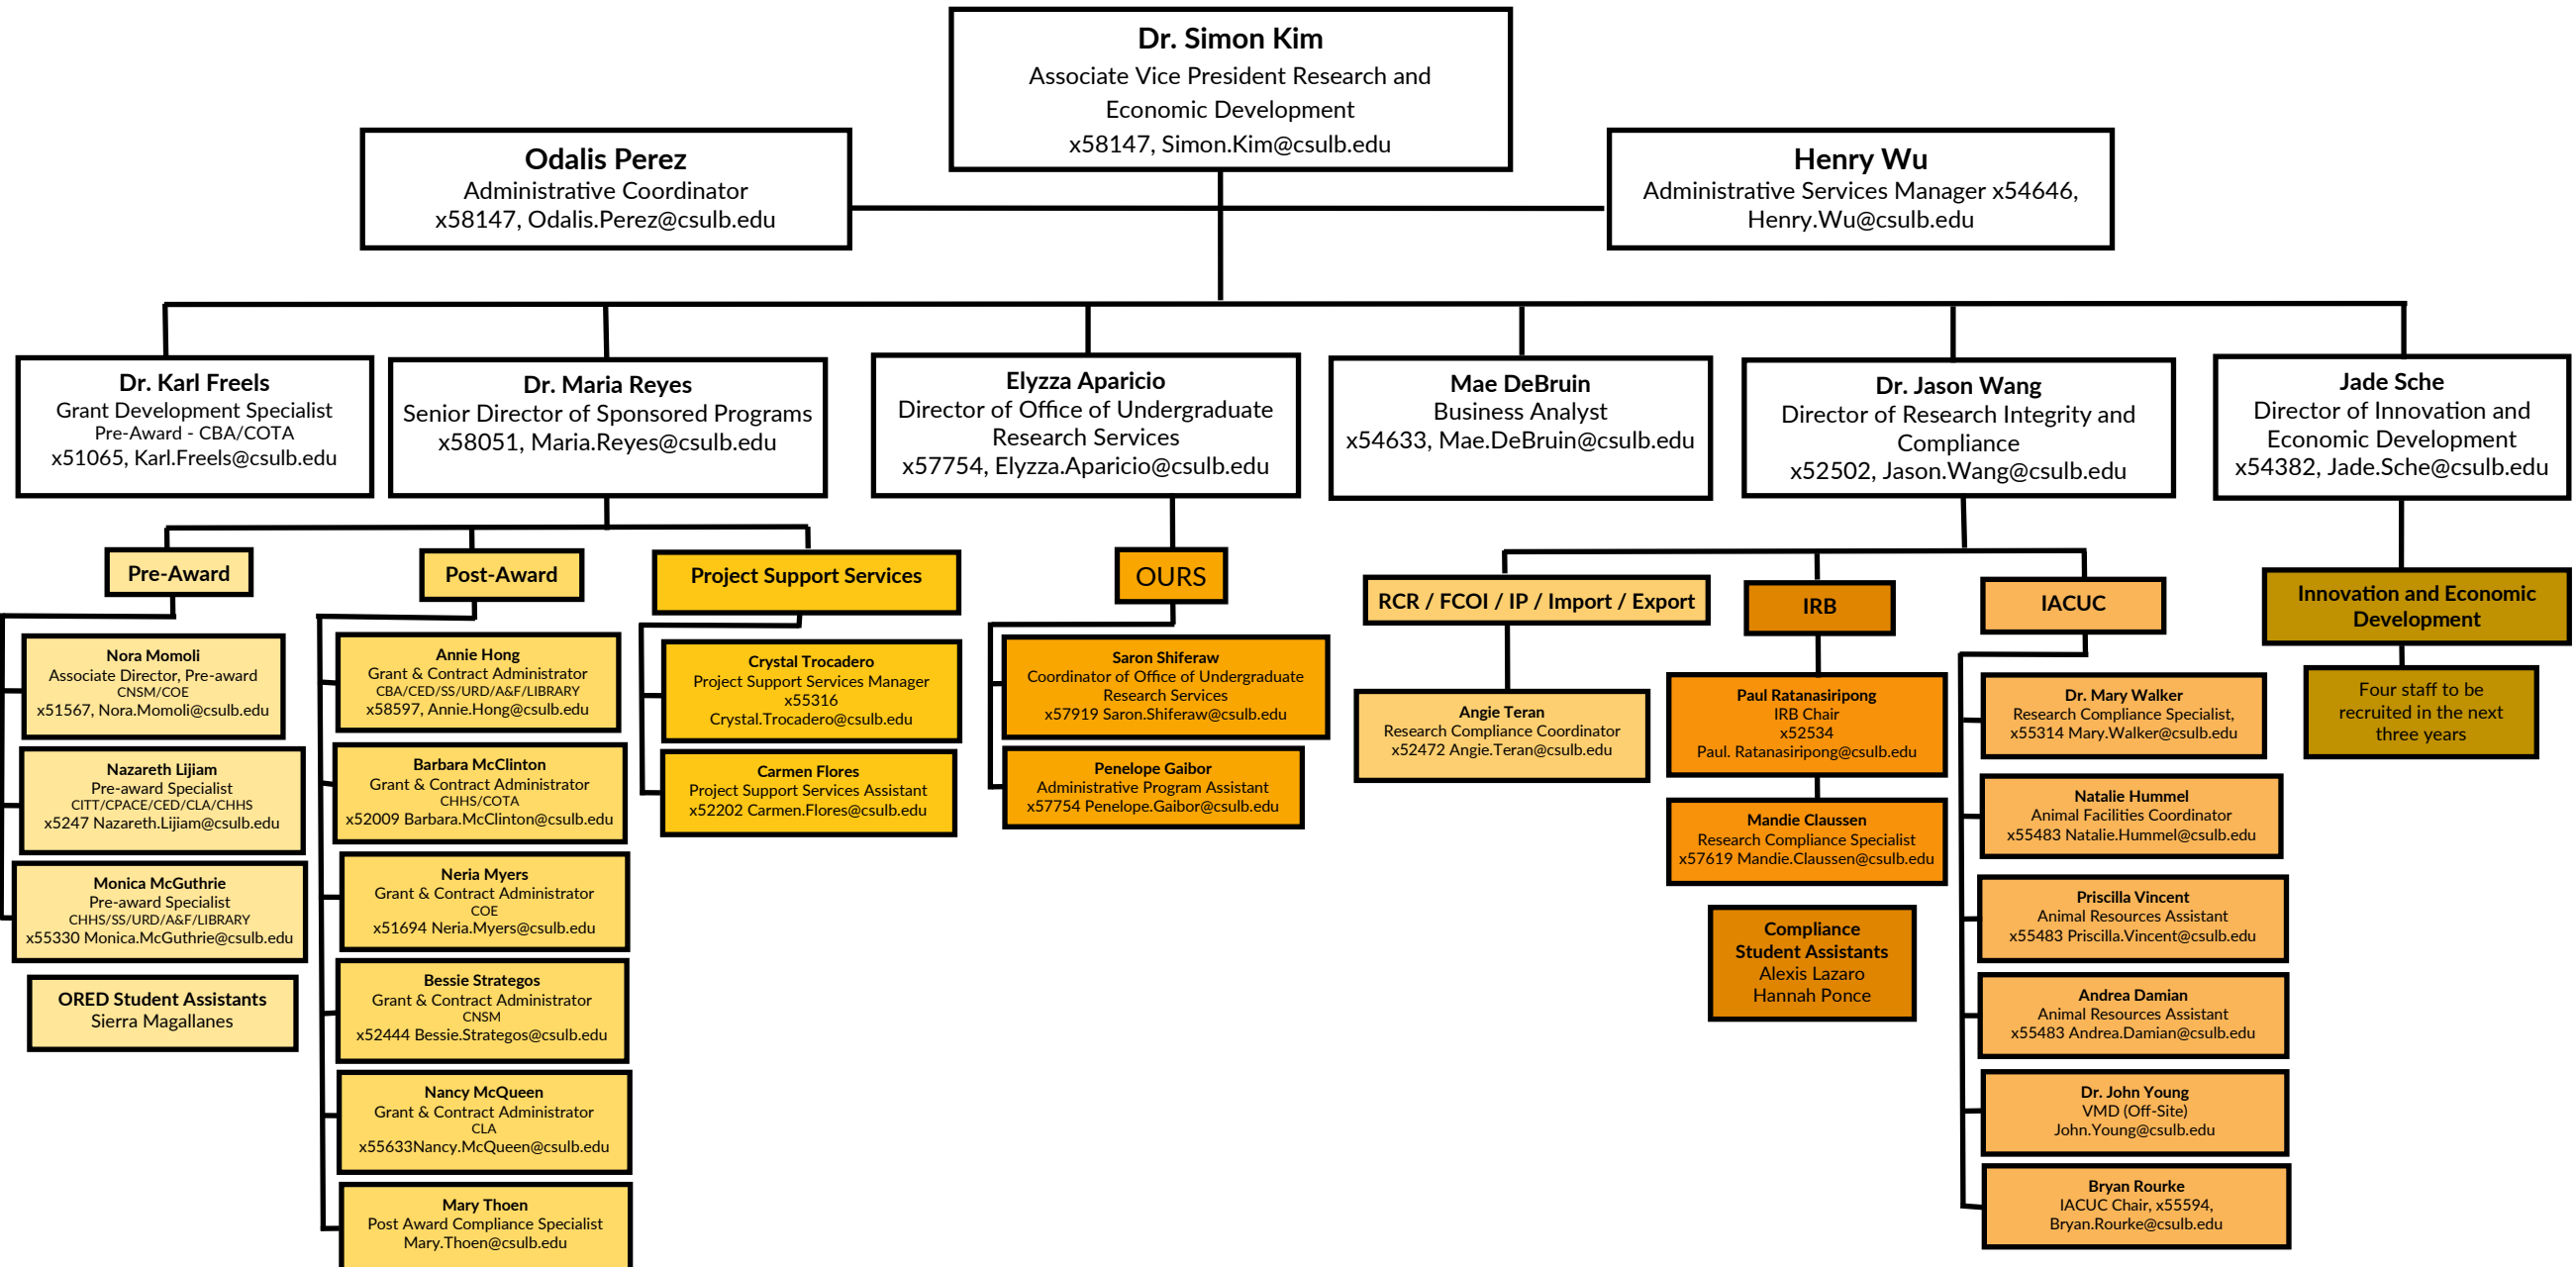 Dr. Simon Kim
Associate Vice President Research and
Economic Development
x58147, Simon.Kim@csulb.edu
Odalis Perez
Administrative Coordinator
x58147, Odalis.Perez@csulb.edu
Henry Wu
Administrative Services Manager x54646,
Henry.Wu@csulb.edu
Dr. Karl Freels
Grant Development Specialist
Pre-Award - CBA/COTA
x51065, Karl.Freels@csulb.edu
Dr. Maria Reyes
Senior Director of Sponsored Programs
x58051, Maria.Reyes@csulb.edu
Elyzza Aparicio
Director of Office of Undergraduate
Research Services
x57754, Elyzza.Aparicio@csulb.edu
Mae DeBruin
Business Analyst
x54633, Mae.DeBruin@csulb.edu
Dr. Jason Wang
Director of Research Integrity and
Compliance
x52502, Jason.Wang@csulb.edu
Jade Sche
Director of Innovation and
Economic Development
x54382, Jade.Sche@csulb.edu
Pre-Award
Nora Momoli
Associate Director, Pre-award
CNSM/COE
x51567, Nora.Momoli@csulb.edu
Nazareth Lijiam
Pre-award Specialist
CITT/CPACE/CED/CLA/CHHS
x5247 Nazareth.Lijiam@csulb.edu
Monica McGuthrie
Pre-award Specialist
CHHS/SS/URD/A&F/LIBRARY
x55330 Monica.McGuthrie@csulb.edu
ORED Student Assistants
Sierra Magallanes
Post-Award
Annie Hong
Grant & Contract Administrator
CBA/CED/SS/URD/A&F/LIBRARY
x58597, Annie.Hong@csulb.edu
Barbara McClinton
Grant & Contract Administrator
CHHS/COTA
x52009 Barbara.McClinton@csulb.edu
Neria Myers
Grant & Contract Administrator
COE
x51694 Neria.Myers@csulb.edu
Bessie Strategos
Grant & Contract Administrator
CNSM
x52444 Bessie.Strategos@csulb.edu
Nancy McQueen
Grant & Contract Administrator
CLA
x55633Nancy.McQueen@csulb.edu
Mary Thoen
Post Award Compliance Specialist
Mary.Thoen@csulb.edu
Project Support Services
Crystal Trocadero
Project Support Services Manager
x55316
Crystal.Trocadero@csulb.edu
Carmen Flores
Project Support Services Assistant
x52202 Carmen.Flores@csulb.edu
OURS
Saron Shiferaw
Coordinator of Office of Undergraduate
Research Services
x57919 Saron.Shiferaw@csulb.edu
Penelope Gaibor
Administrative Program Assistant
x57754 Penelope.Gaibor@csulb.edu
RCR / FCOI / IP / Import / Export
Angie Teran
Research Compliance Coordinator
x52472 Angie.Teran@csulb.edu
IRB
Paul Ratanasiripong
IRB Chair
x52534
Paul. Ratanasiripong@csulb.edu
Mandie Claussen
Research Compliance Specialist
x57619 Mandie.Claussen@csulb.edu
Compliance
Student Assistants
Alexis Lazaro
Hannah Ponce
IACUC
Dr. Mary Walker
Research Compliance Specialist,
x55314 Mary.Walker@csulb.edu
Natalie Hummel
Animal Facilities Coordinator
x55483 Natalie.Hummel@csulb.edu
Priscilla Vincent
Animal Resources Assistant
x55483 Priscilla.Vincent@csulb.edu
Andrea Damian
Animal Resources Assistant
x55483 Andrea.Damian@csulb.edu
Dr. John Young
VMD (Off-Site)
John.Young@csulb.edu
Bryan Rourke
IACUC Chair, x55594,
Bryan.Rourke@csulb.edu
Innovation and Economic
Development
Four staff to be
recruited in the next
three years